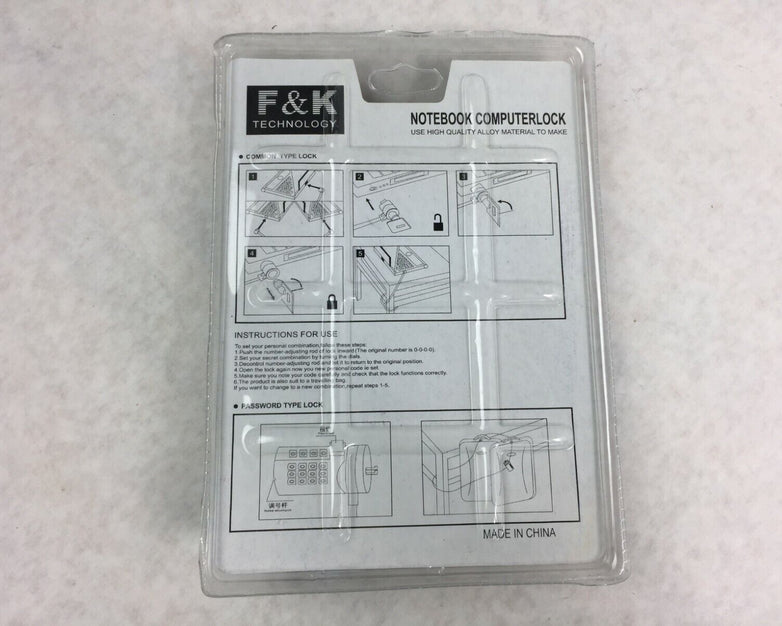 F & K
TECHNOLOGY
NOTEBOOK COMPUTERLOCK
USE HIGH QUALITY ALLOY MATERIAL TO MAKE
● COMMON TYPE LOCK
1
2
3
4
5
INSTRUCTIONS FOR USE
To set your personal combination,follow these steps:
1.Push the number-adjusting rod of lock inward (The original number is 0-0-0-0).
2.Set your secret combination by turning the dials.
3.Decontrol number-adjusting rod and let it to return to the original position.
4.Open the lock again now you new personal code ie set.
5.Make sure you note your code carefully and check that the lock functions correctly.
6.The product is also suit to a travelling bag.
If you want to change to a new combination,repeat steps 1-5.
● PASSWORD TYPE LOCK
调号杆
MADE IN CHINA